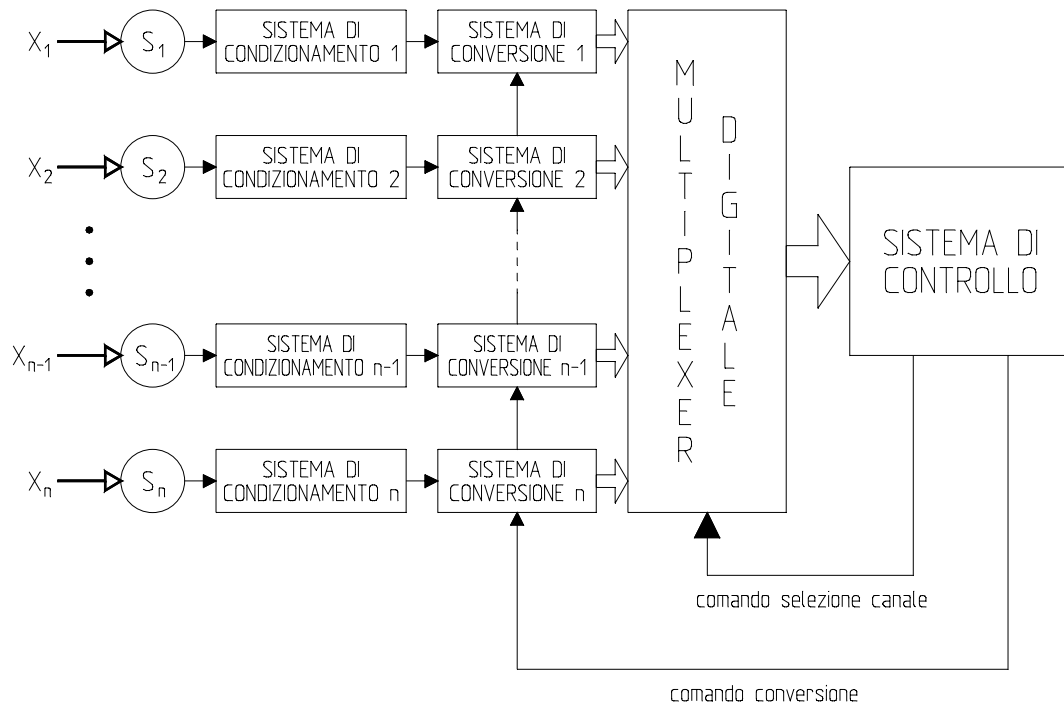 X1
S1
SISTEMA DI
CONDIZIONAMENTO 1
SISTEMA DI
CONVERSIONE 1
X2
S2
SISTEMA DI
CONDIZIONAMENTO 2
SISTEMA DI
CONVERSIONE 2
Xn-1
Sn-1
SISTEMA DI
CONDIZIONAMENTO n-1
SISTEMA DI
CONVERSIONE n-1
Xn
Sn
SISTEMA DI
CONDIZIONAMENTO n
SISTEMA DI
CONVERSIONE n
MULTIPLEXER
DIGITALE
SISTEMA DI
CONTROLLO
comando selezione canale
comando conversione